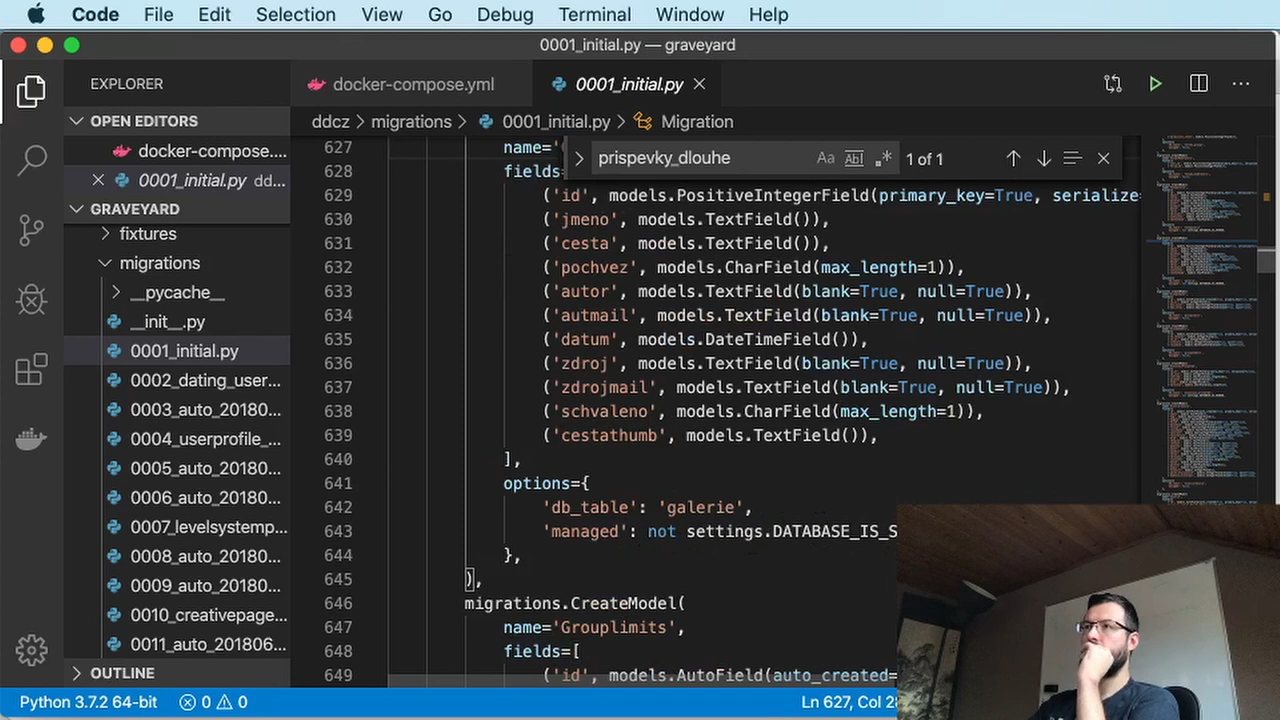 Code File Edit Selection View Go Debug Terminal Window Help
0001_initial.py — graveyard
EXPLORER
docker-compose.yml
0001_initial.py
OPEN EDITORS
docker-compose....
0001_initial.py dd...
GRAVEYARD
fixtures
migrations
__pycache__
__init__.py
0001_initial.py
0002_dating_user...
0003_auto_20180...
0004_userprofile_...
0005_auto_20180...
0006_auto_20180...
0007_levelsystemp...
0008_auto_20180...
0009_auto_20180...
0010_creativepage...
0011_auto_201806...
OUTLINE
ddcz > migrations > 0001_initial.py > Migration
prispevky_dlouhe
Aa Abl .* 1 of 1
627 name='
628 fields=
629 ('id', models.PositiveIntegerField(primary_key=True, serialize=
630 ('jmeno', models.TextField()),
631 ('cesta', models.TextField()),
632 ('pochvez', models.CharField(max_length=1)),
633 ('autor', models.TextField(blank=True, null=True)),
634 ('autmail', models.TextField(blank=True, null=True)),
635 ('datum', models.DateTimeField()),
636 ('zdroj', models.TextField(blank=True, null=True)),
637 ('zdrojmail', models.TextField(blank=True, null=True)),
638 ('schvaleno', models.CharField(max_length=1)),
639 ('cestathumb', models.TextField()),
640 ],
641 options={
642 'db_table': 'galerie',
643 'managed': not settings.DATABASE_IS_S
644 },
645 ),
646 migrations.CreateModel(
647 name='Grouplimits',
648 fields=[
649 ('id', models.AutoField(auto_created=
Python 3.7.2 64-bit 0 0 Ln 627, Col 2